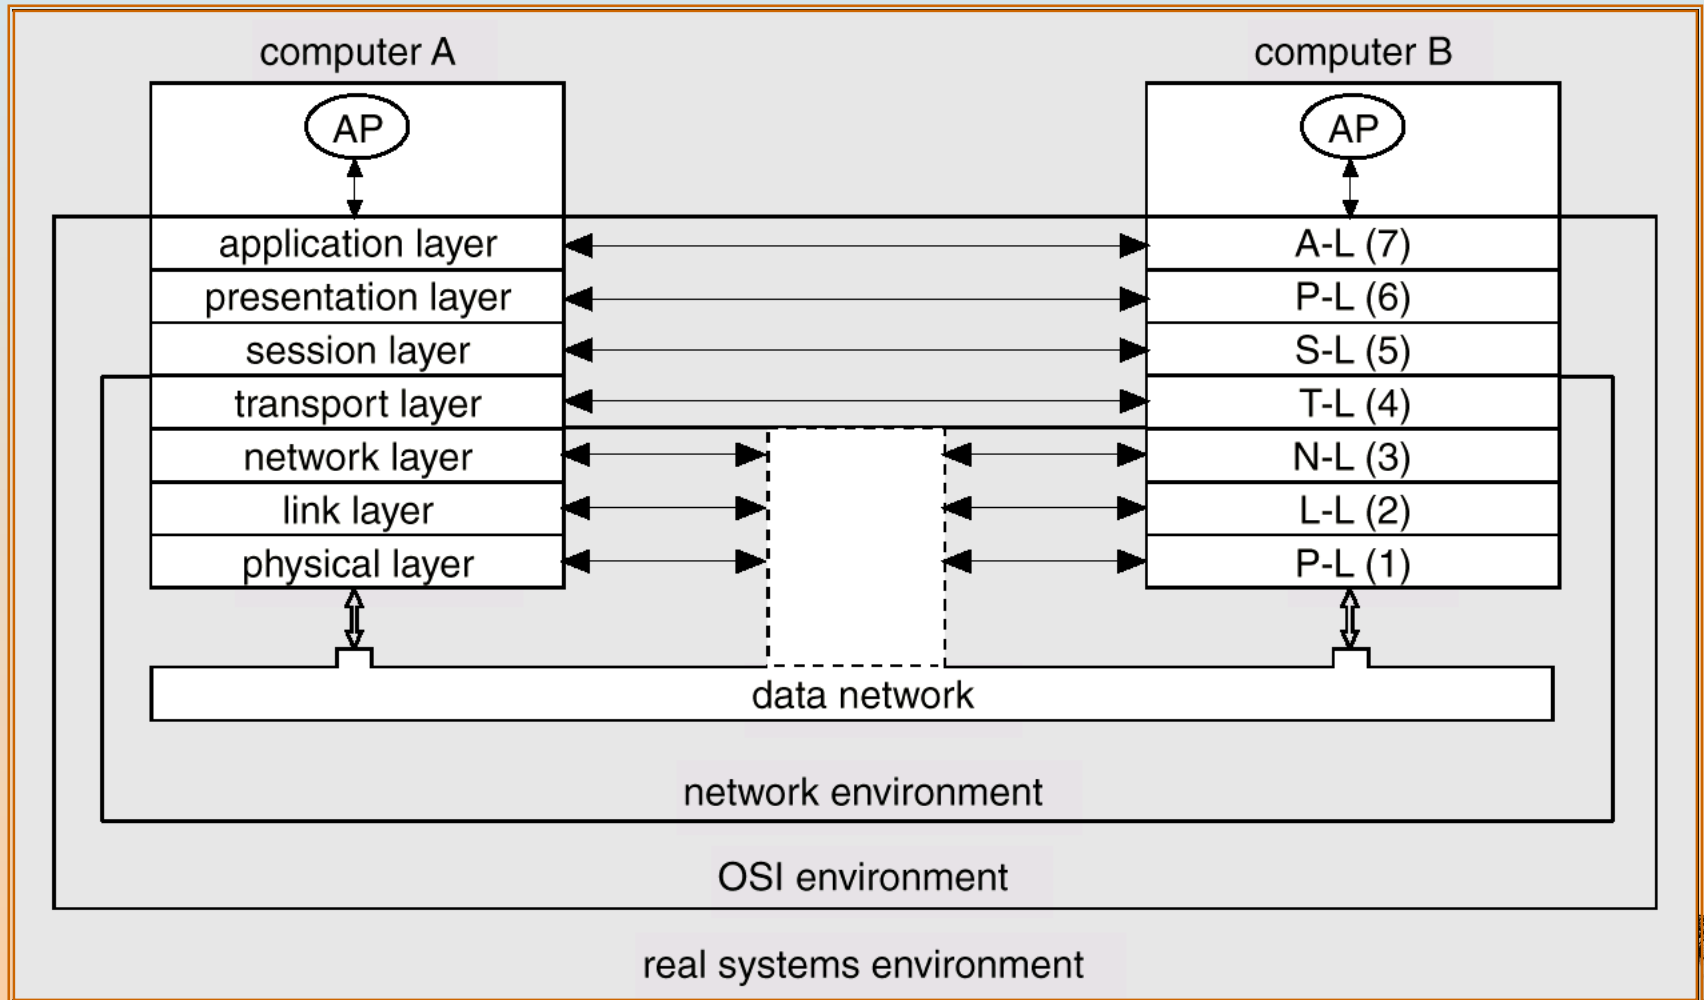 computer A
computer B
AP
AP
application layer
A-L (7)
presentation layer
P-L (6)
session layer
S-L (5)
transport layer
T-L (4)
network layer
N-L (3)
link layer
L-L (2)
physical layer
P-L (1)
data network
network environment
OSI environment
real systems environment